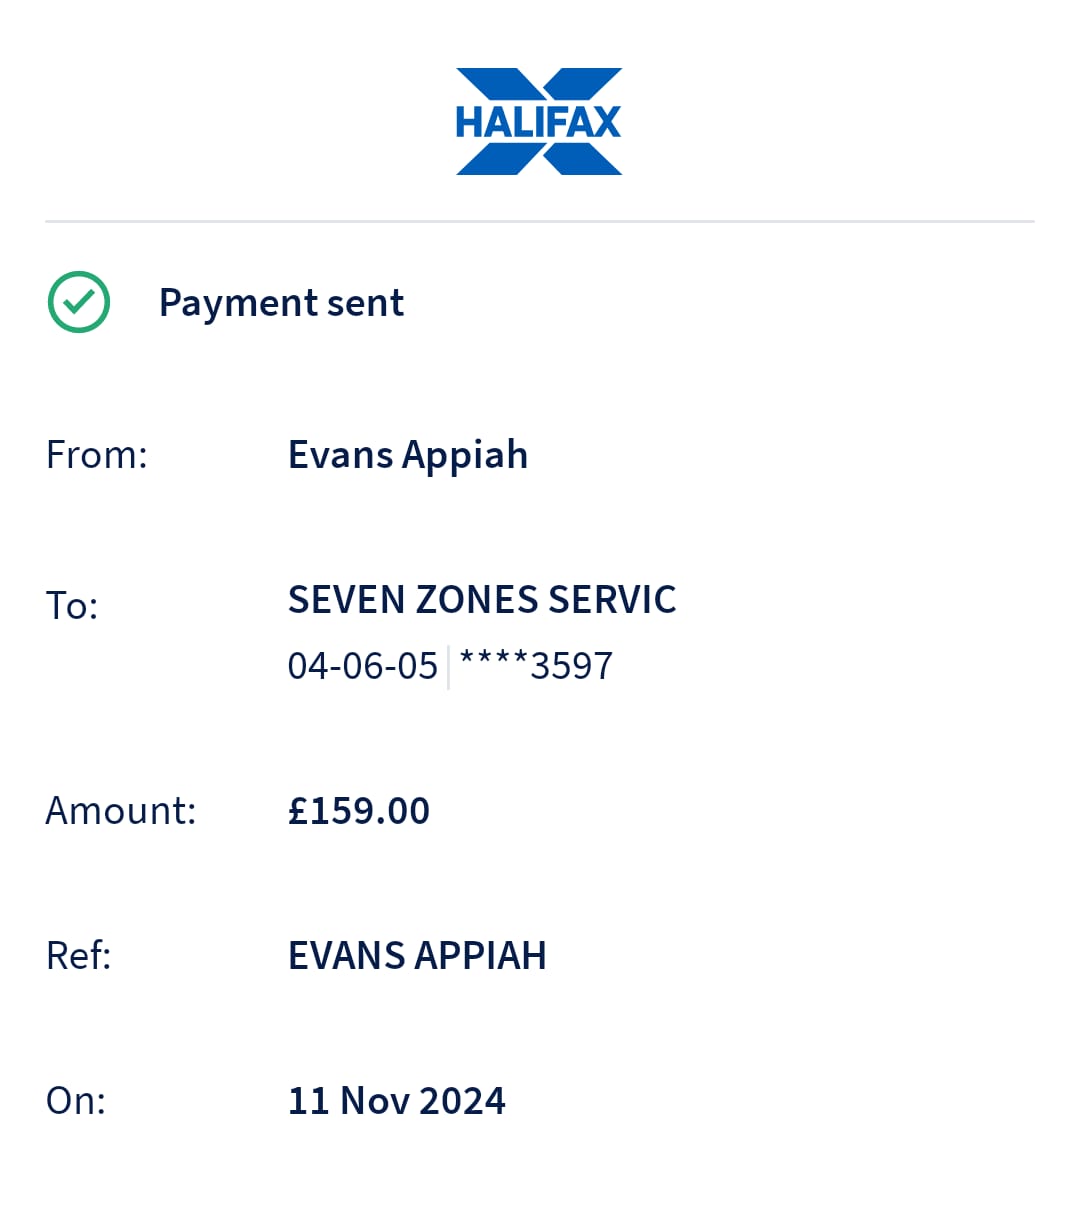 HALIFAX
Payment sent
From: Evans Appiah
To: SEVEN ZONES SERVIC
04-06-05 ****3597
Amount: £159.00
Ref: EVANS APPIAH
On: 11 Nov 2024